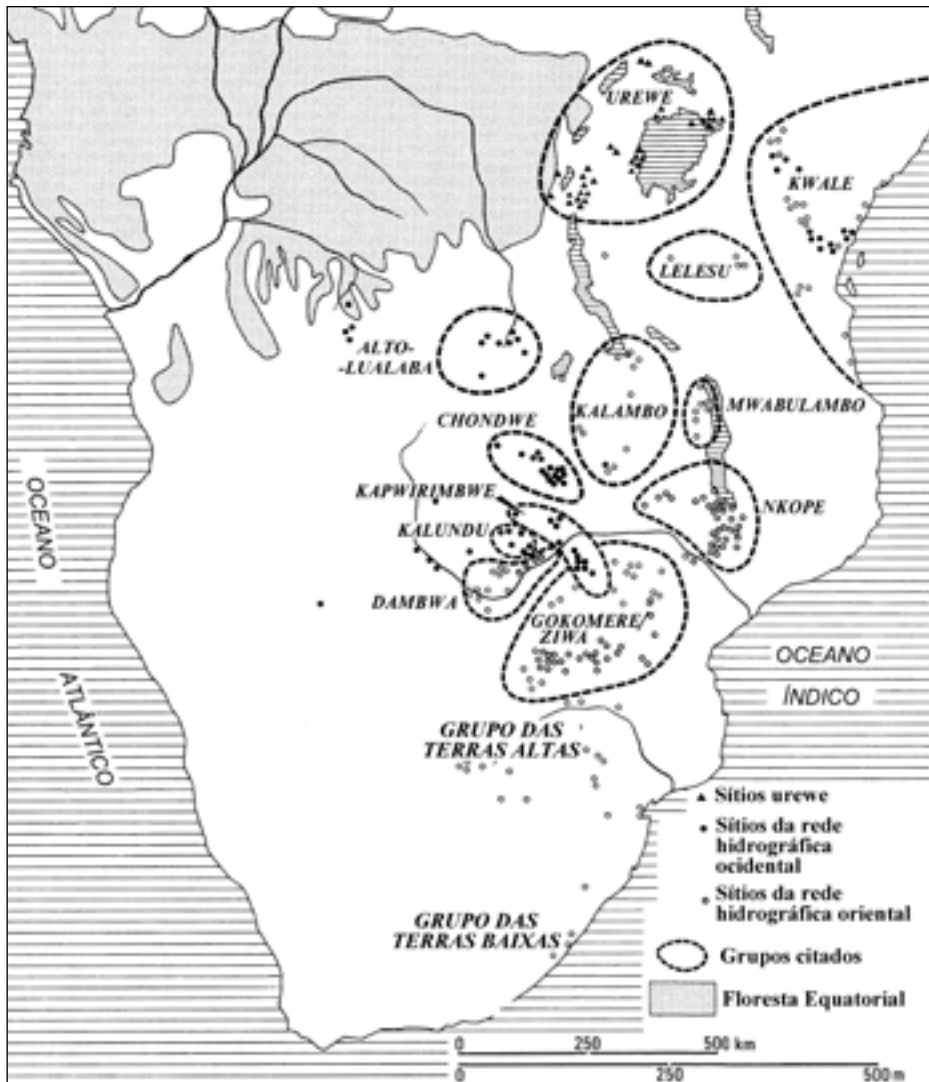 UREWE
KWALE
LELESU
ALTO-
-LUALABA
KALAMBO
MWABULAMBO
CHONDWE
KAPWIRIMBWE
NKOPE
KALUNDU
DAMBWA
GOKOMERE/
ZIWA
OCEANO
ATLÂNTICO
OCEANO
ÍNDICO
GRUPO DAS
TERRAS ALTAS
GRUPO DAS
TERRAS BAIXAS
Sítios urewe
Sítios da rede
hidrográfica
ocidental
Sítios da rede
hidrográfica oriental
Grupos citados
Floresta Equatorial
0 250 500 km
0 250 500 m